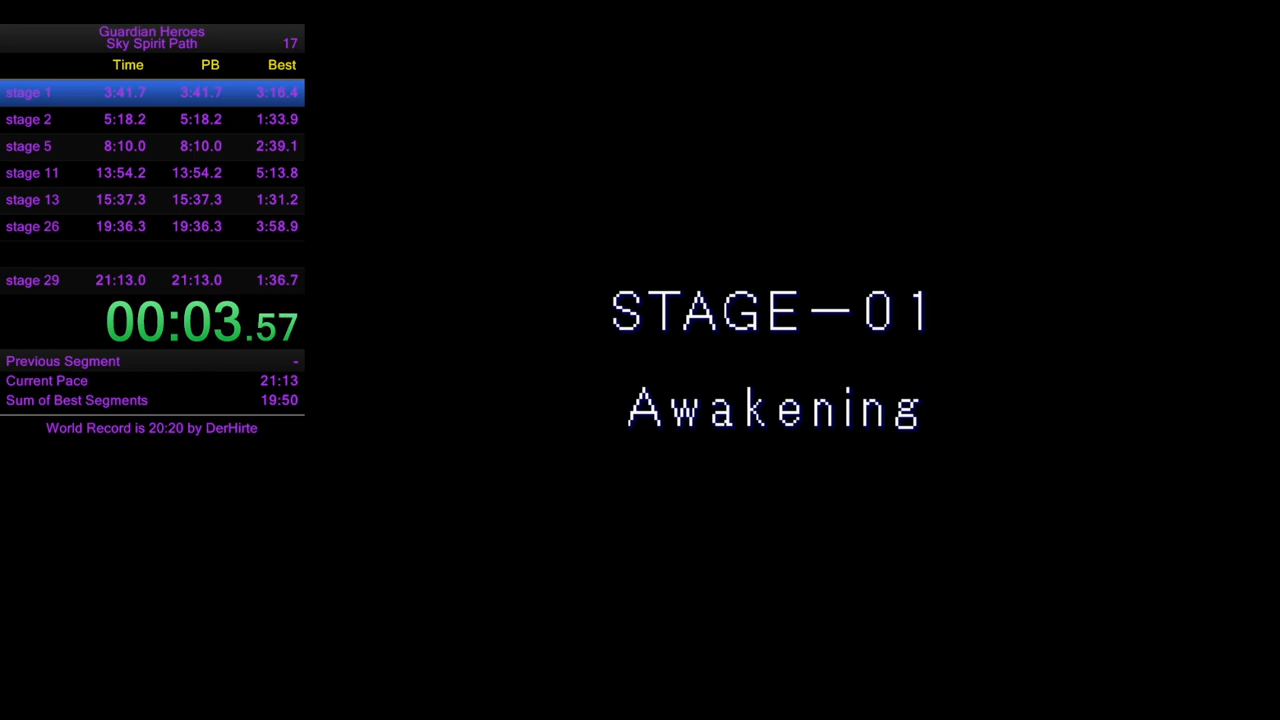 Guardian Heroes
Sky Spirit Path 17
Time PB Best
stage 1 3:41.7 3:41.7 3:16.4
stage 2 5:18.2 5:18.2 1:33.9
stage 5 8:10.0 8:10.0 2:39.1
stage 11 13:54.2 13:54.2 5:13.8
stage 13 15:37.3 15:37.3 1:31.2
stage 26 19:36.3 19:36.3 3:58.9
stage 29 21:13.0 21:13.0 1:36.7
00:03.57
Previous Segment -
Current Pace 21:13
Sum of Best Segments 19:50
World Record is 20:20 by DerHirte
STAGE-01
Awakening